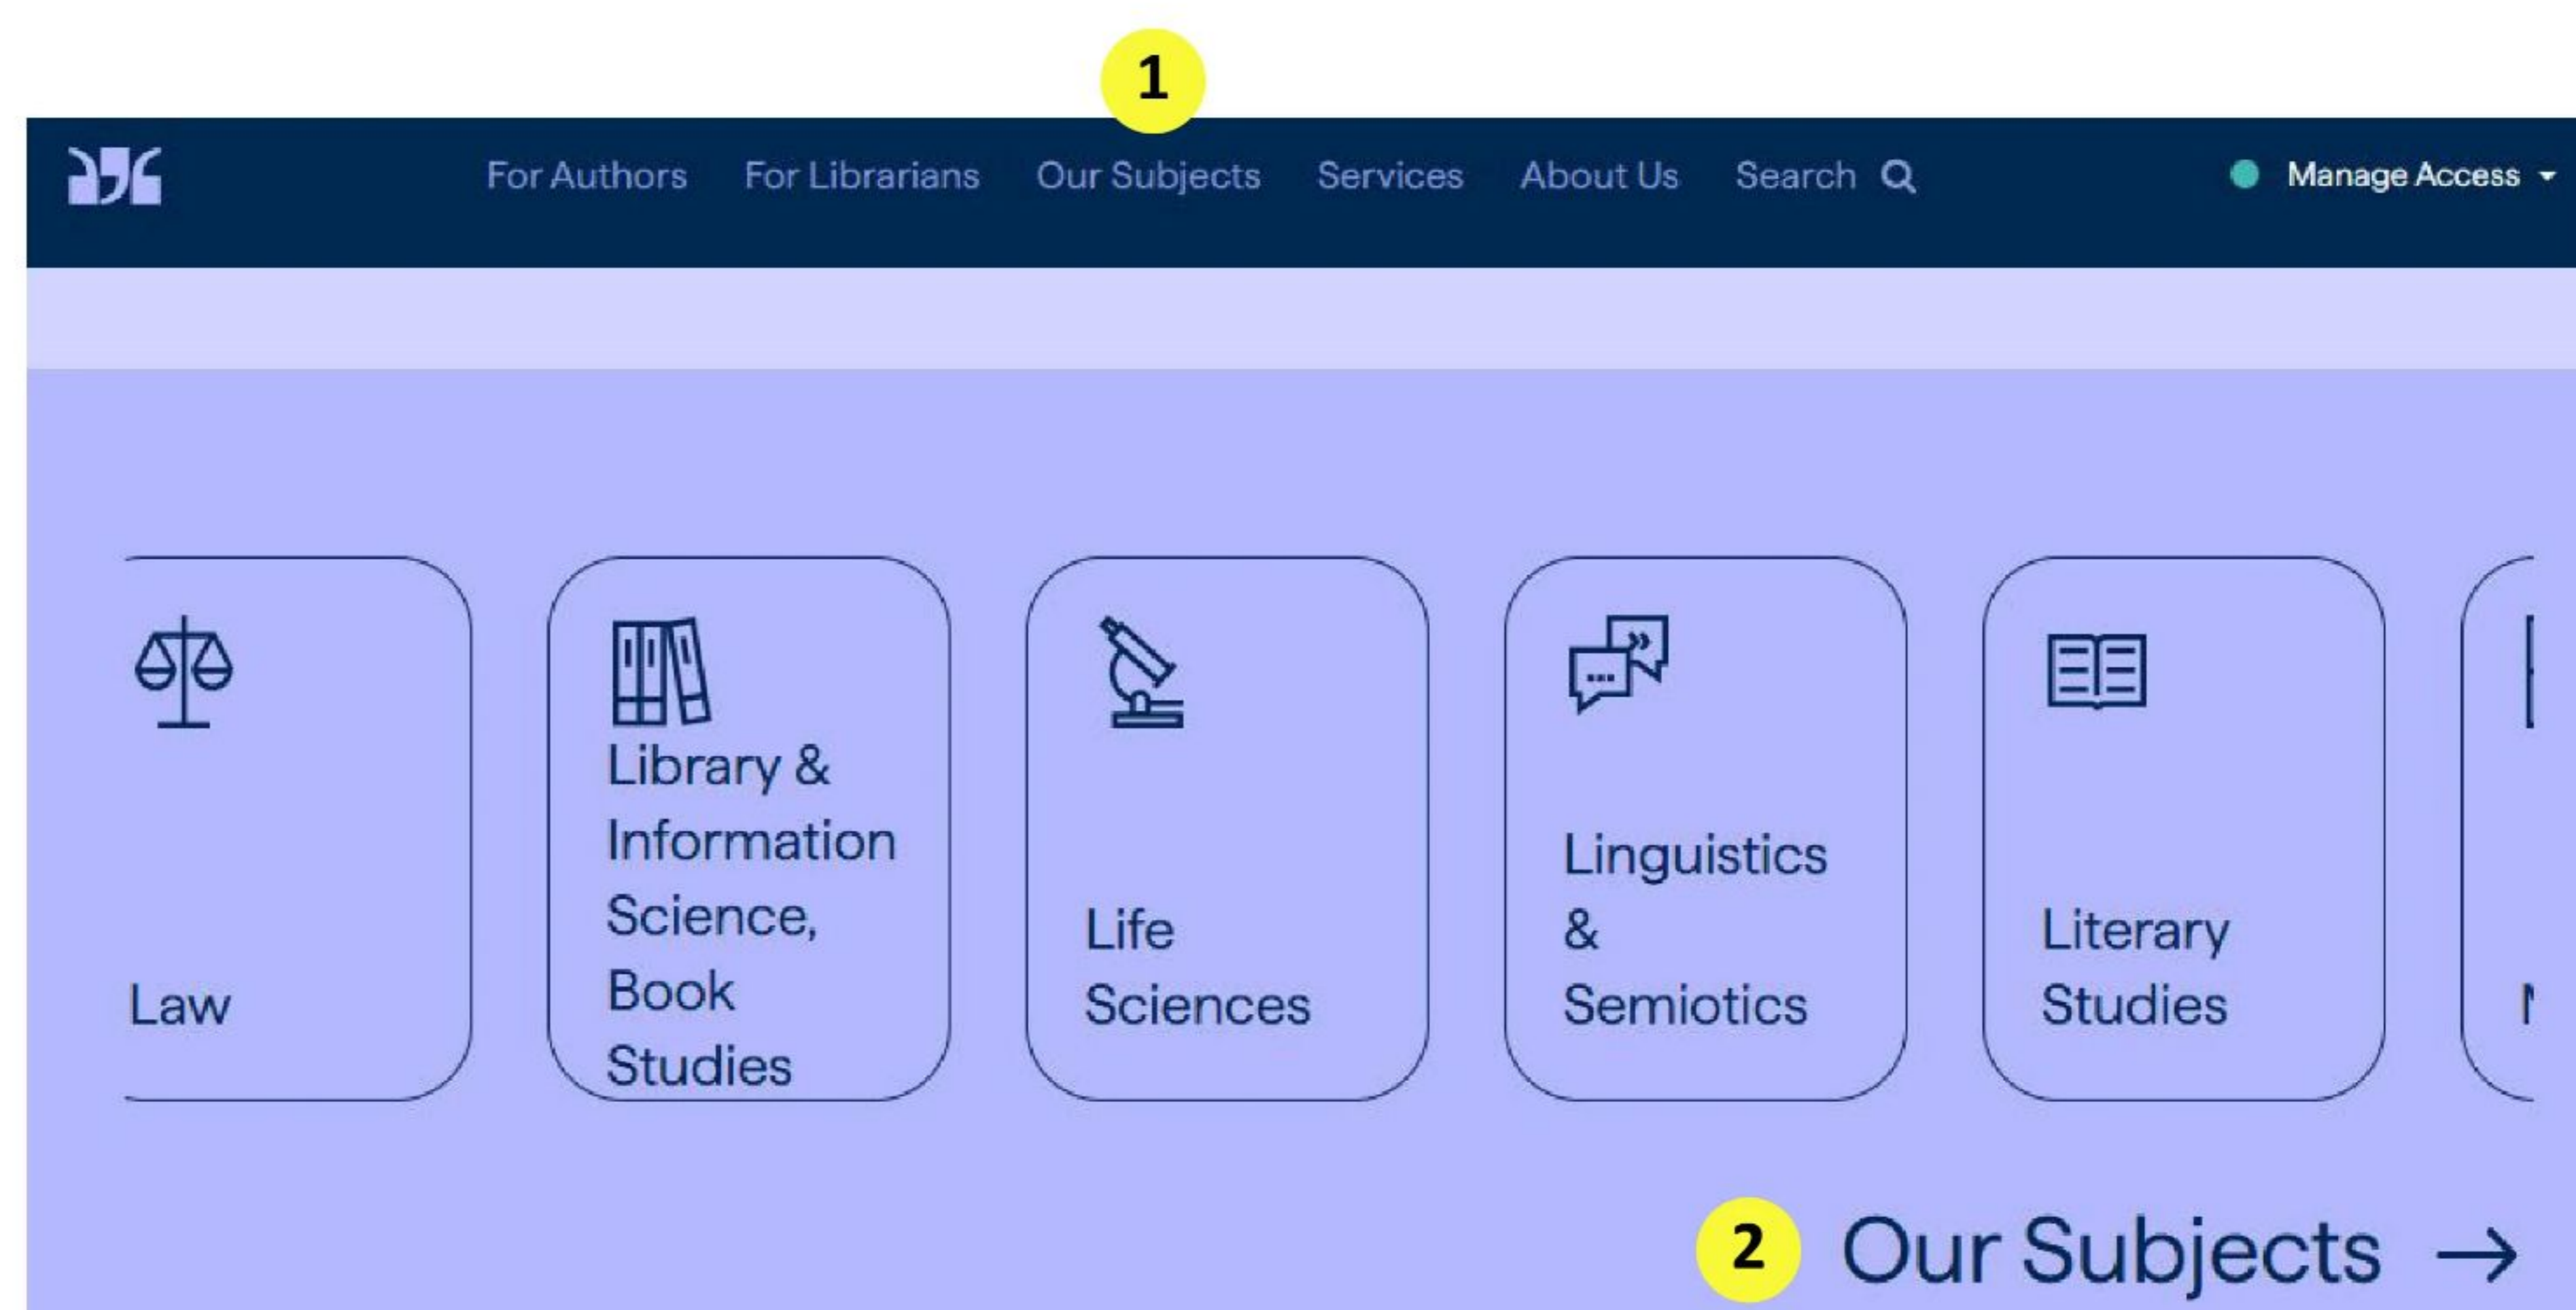 1
For Authors For Librarians Our Subjects Services About Us Search Manage Access
Law
Library &
Information
Science,
Book
Studies
Life
Sciences
Linguistics
&
Semiotics
Literary
Studies
2 Our Subjects →